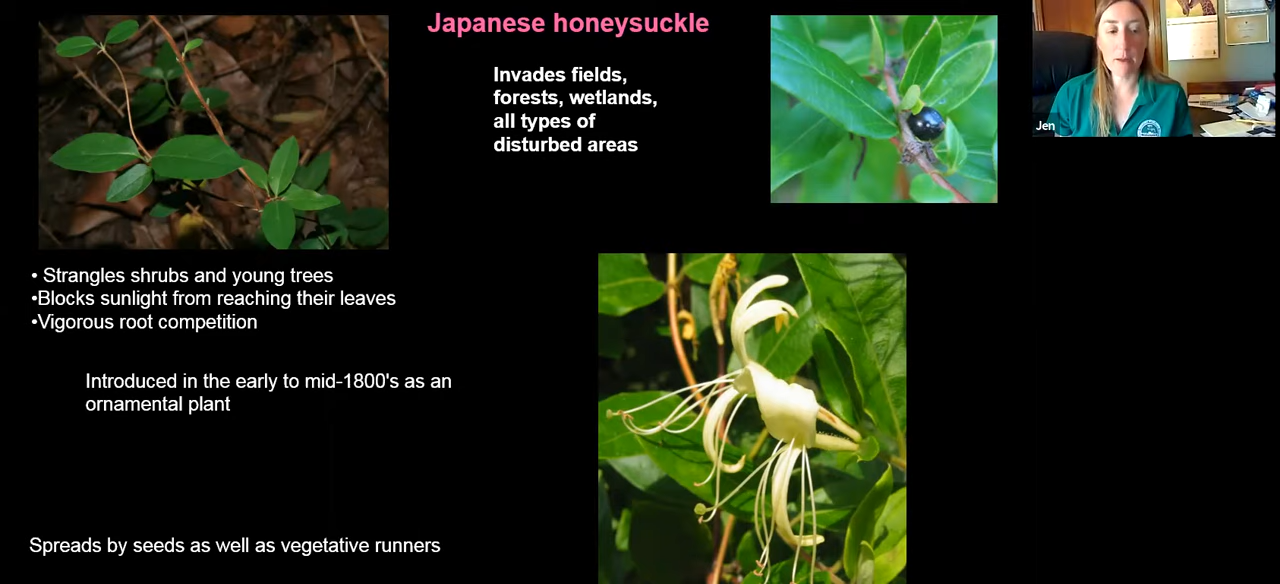 Japanese honeysuckle
Invades fields,
forests, wetlands,
all types of
disturbed areas
Jen
• Strangles shrubs and young trees
•Blocks sunlight from reaching their leaves
•Vigorous root competition
Introduced in the early to mid-1800's as an
ornamental plant
Spreads by seeds as well as vegetative runners